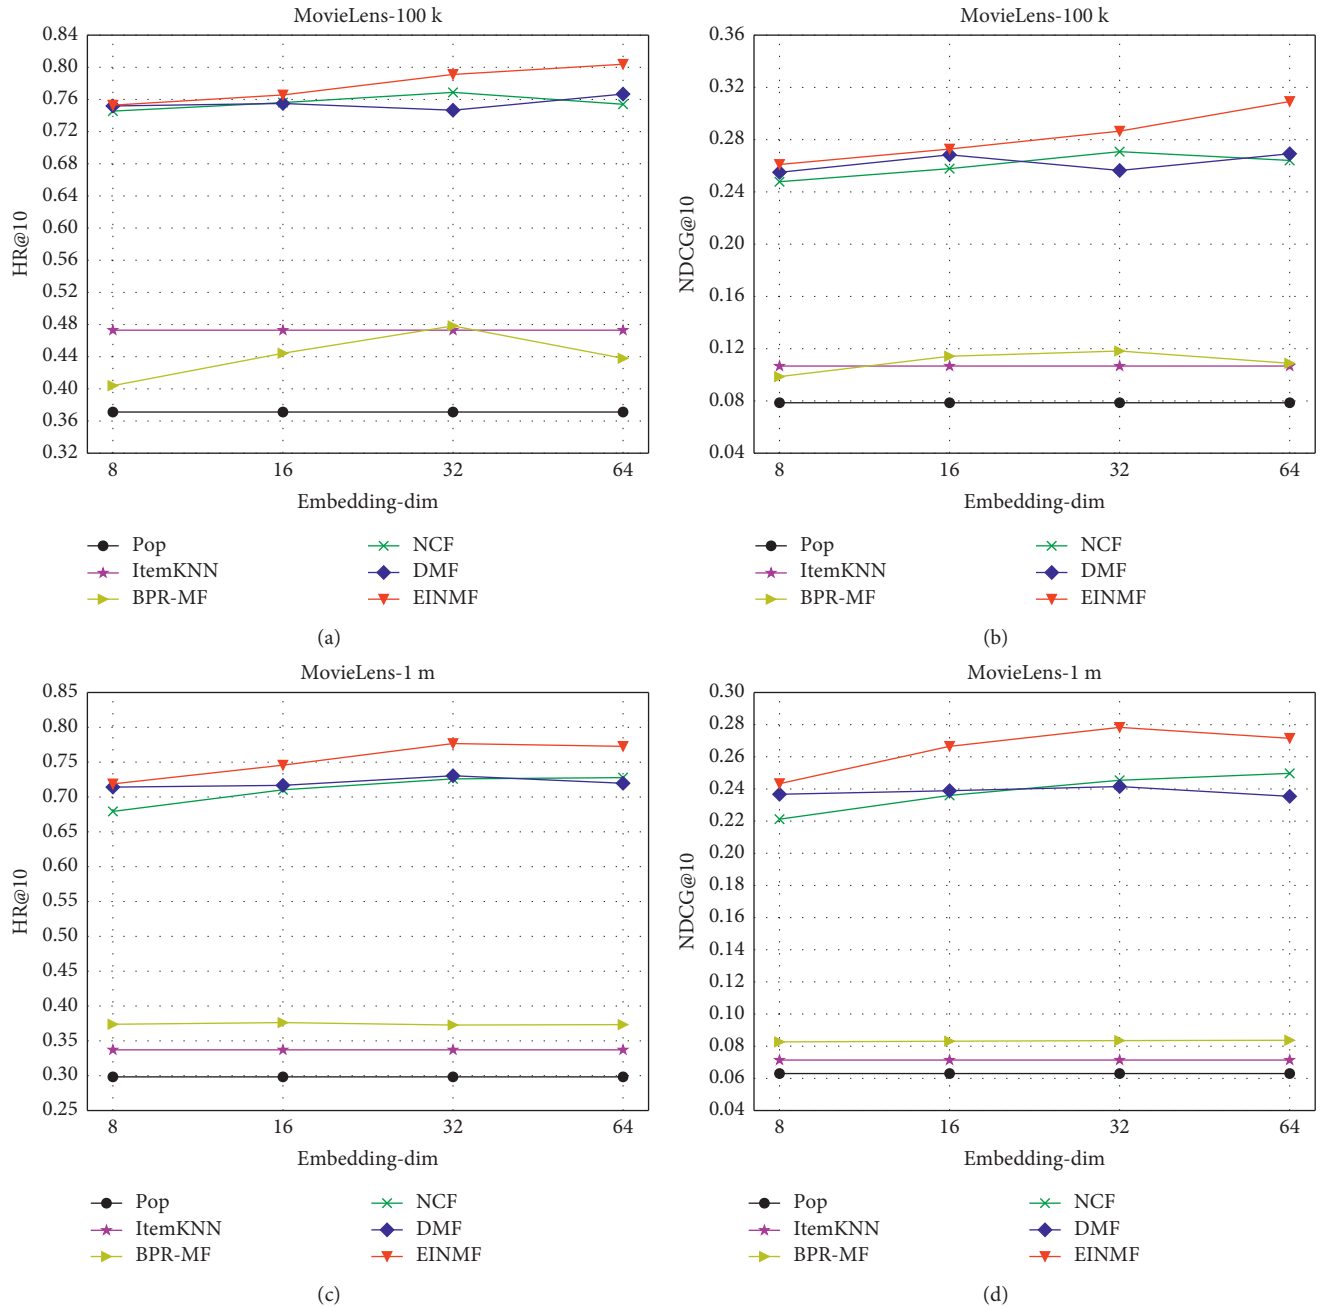 MovieLens-100 k
0.84
0.80
0.76
0.72
0.68
0.64
0.60
0.56
0.52
0.48
0.44
0.40
0.36
0.32
HR@10
8 16 32 64
Embedding-dim
Pop
ItemKNN
BPR-MF
NCF
DMF
EINMF
(a)
MovieLens-100 k
0.36
0.32
0.28
0.24
0.20
0.16
0.12
0.08
0.04
NDCG@10
8 16 32 64
Embedding-dim
Pop
ItemKNN
BPR-MF
NCF
DMF
EINMF
(b)
MovieLens-1 m
0.85
0.80
0.75
0.70
0.65
0.60
0.55
0.50
0.45
0.40
0.35
0.30
0.25
HR@10
8 16 32 64
Embedding-dim
Pop
ItemKNN
BPR-MF
NCF
DMF
EINMF
(c)
MovieLens-1 m
0.30
0.28
0.26
0.24
0.22
0.20
0.18
0.16
0.14
0.12
0.10
0.08
0.06
0.04
NDCG@10
8 16 32 64
Embedding-dim
Pop
ItemKNN
BPR-MF
NCF
DMF
EINMF
(d)